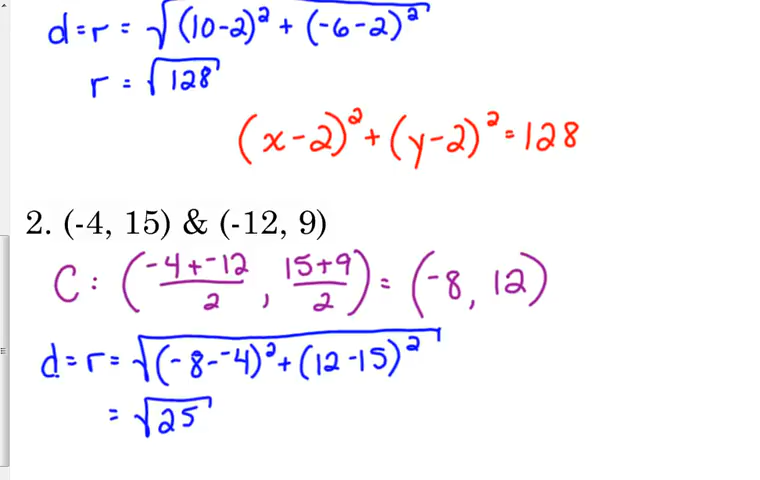 d = r = √(10-2)² + (-6-2)²
r = √128
(x-2)² + (y-2)² = 128
2. (-4, 15) & (-12, 9)
C : (-4+-12/2, 15+9/2) = (-8, 12)
d = r = √(-8--4)² + (12-15)²
= √25